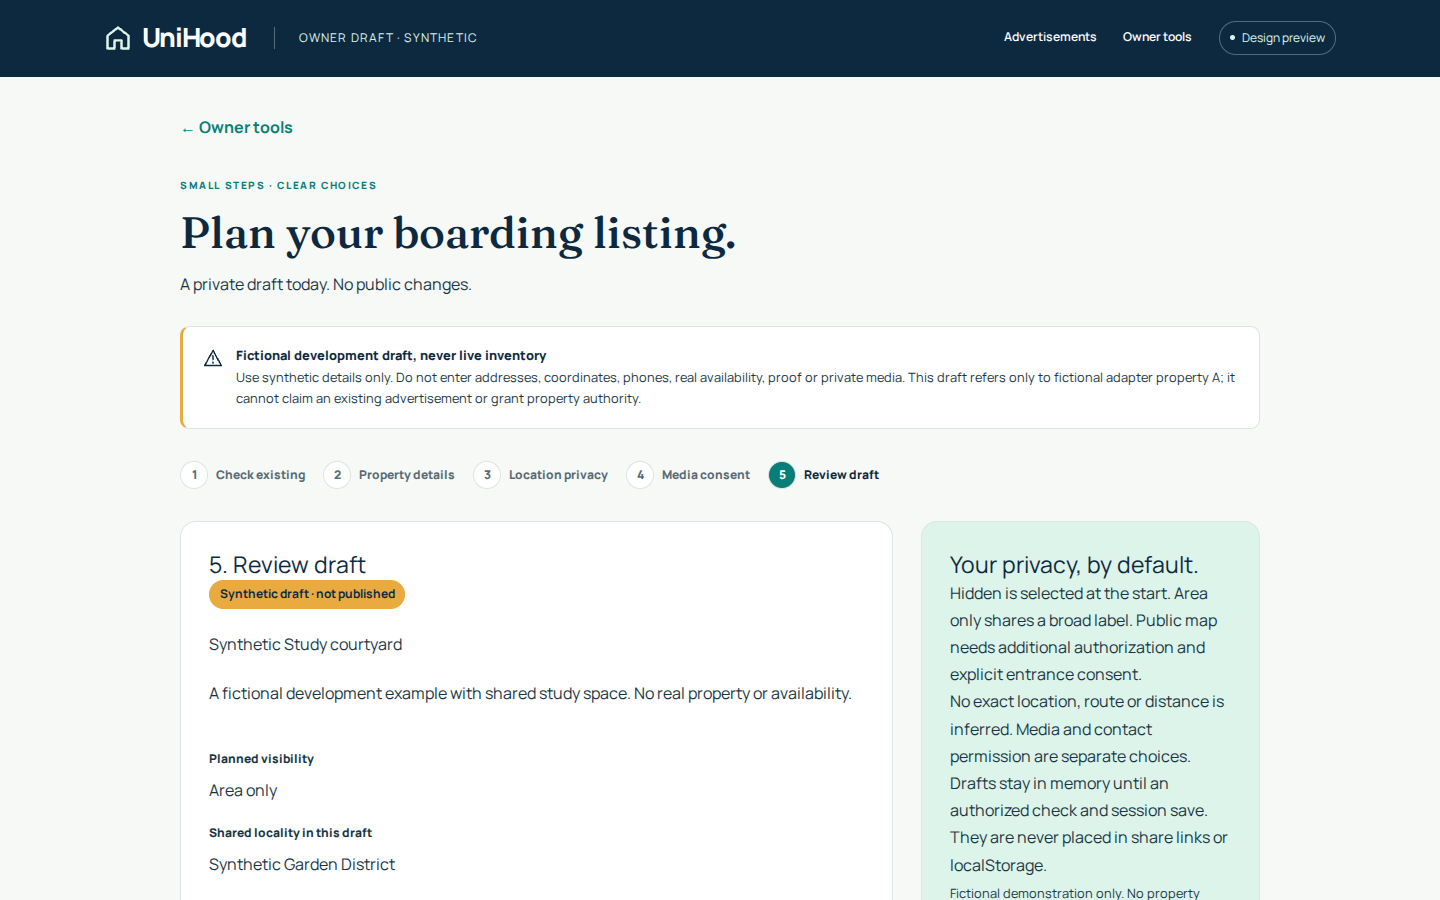 UniHood
OWNER DRAFT · SYNTHETIC
Advertisements
Owner tools
Design preview
← Owner tools
SMALL STEPS · CLEAR CHOICES
Plan your boarding listing.
A private draft today. No public changes.
Fictional development draft, never live inventory
Use synthetic details only. Do not enter addresses, coordinates, phones, real availability, proof or private media. This draft refers only to fictional adapter property A; it
cannot claim an existing advertisement or grant property authority.
1 Check existing
2 Property details
3 Location privacy
4 Media consent
5 Review draft
5. Review draft
Synthetic draft · not published
Synthetic Study courtyard
A fictional development example with shared study space. No real property or availability.
Planned visibility
Area only
Shared locality in this draft
Synthetic Garden District
Your privacy, by default.
Hidden is selected at the start. Area
only shares a broad label. Public map
needs additional authorization and
explicit entrance consent.
No exact location, route or distance is
inferred. Media and contact
permission are separate choices.
Drafts stay in memory until an
authorized check and session save.
They are never placed in share links or
localStorage.
Fictional demonstration only. No property